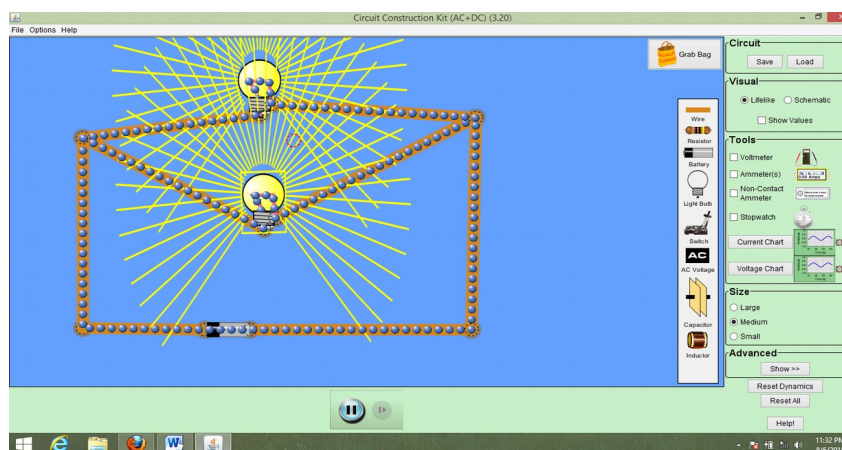 Circuit Construction Kit (AC+DC) (3.20)
File Options Help
Grab Bag
Wire
Resistor
Battery
Light Bulb
Switch
AC
AC Voltage
Capacitor
Inductor
Circuit
Save Load
Visual
Lifelike Schematic
Show Values
Tools
Voltmeter
Ammeter(s)
Non-Contact
Ammeter
Stopwatch
Current Chart
Voltage Chart
Size
Large
Medium
Small
Advanced
Show >>
Reset Dynamics
Reset All
Help!
11:32 PM